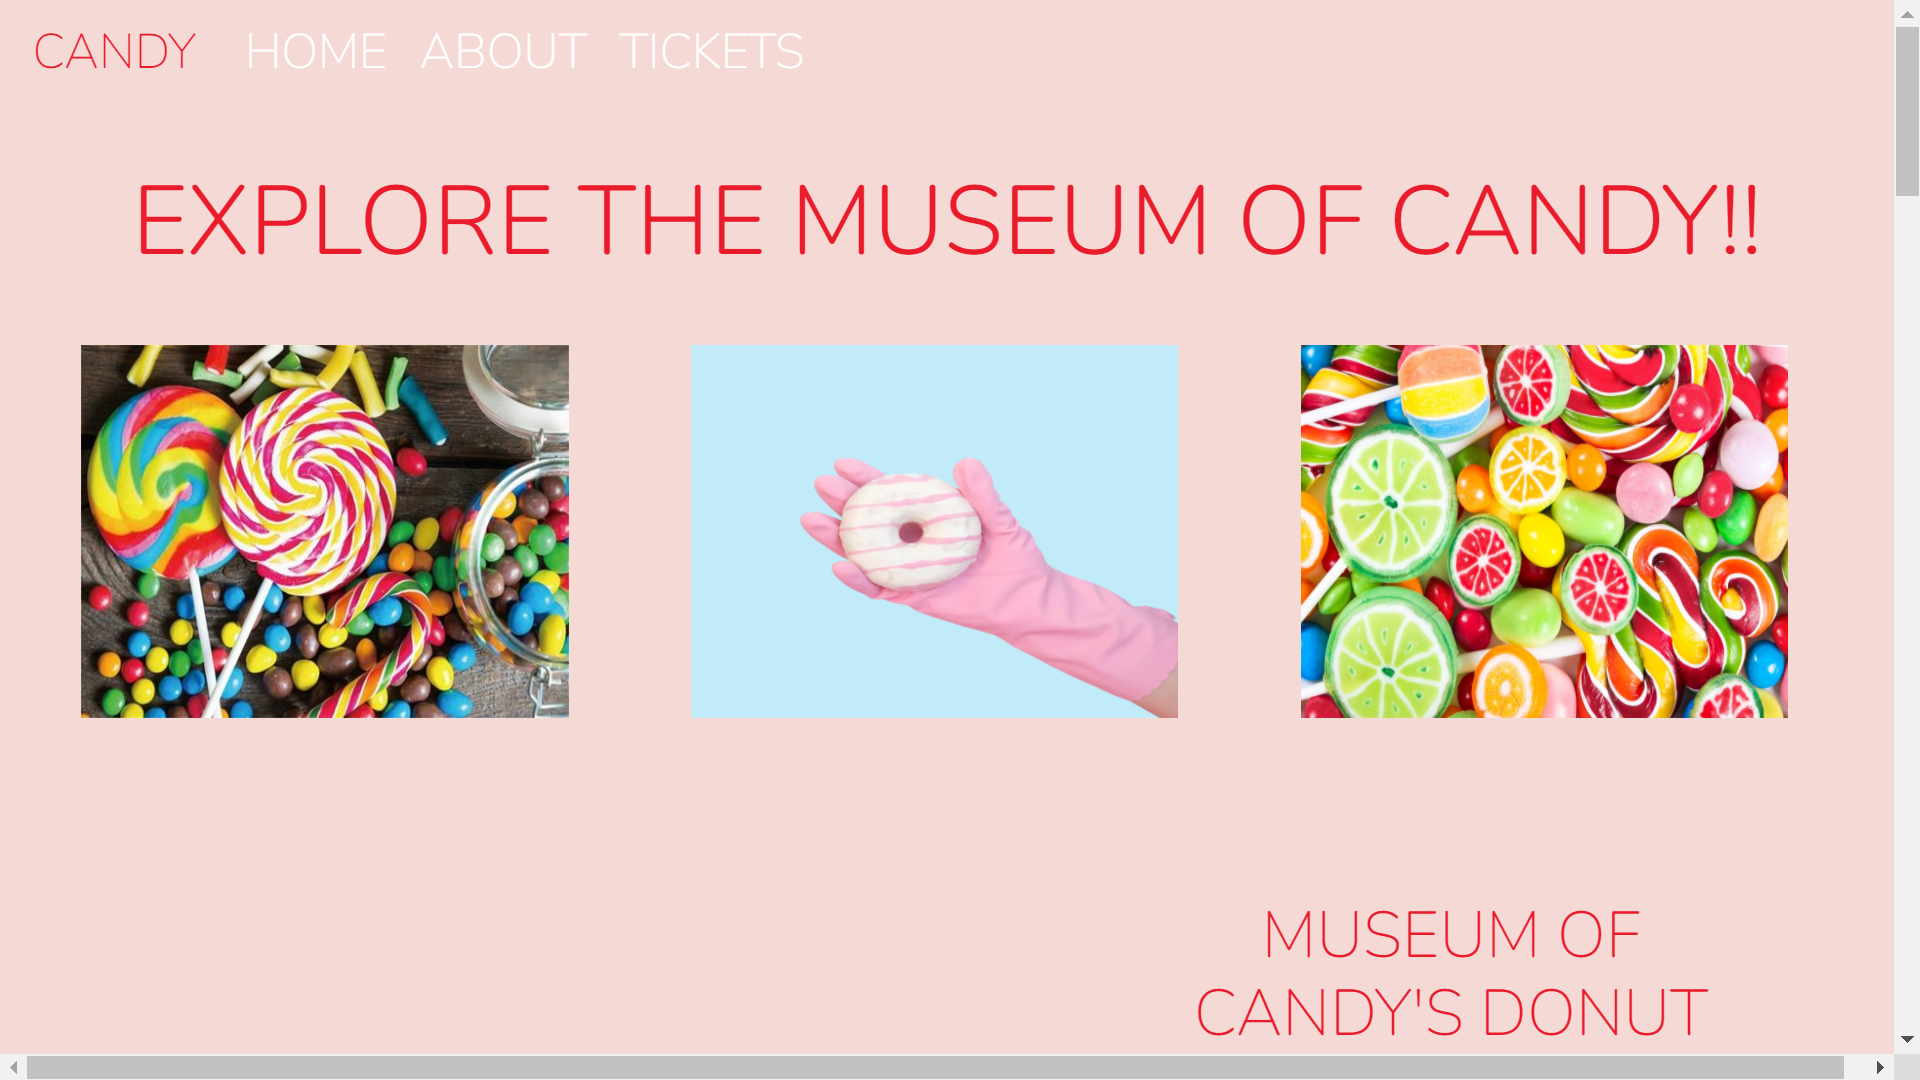 CANDY HOME ABOUT TICKETS
EXPLORE THE MUSEUM OF CANDY!!
MUSEUM OF
CANDY'S DONUT